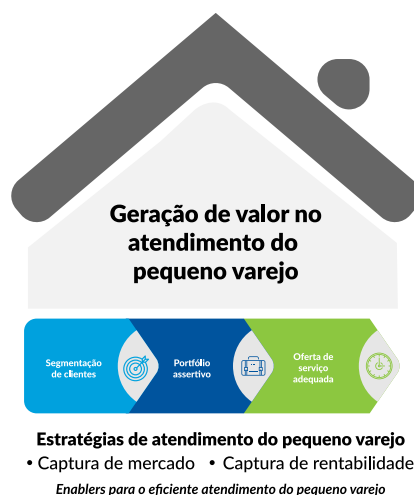 Geração de valor no
atendimento do
pequeno varejo
Segmentação
de clientes
Portfólio
assertivo
Oferta de
serviço
adequada
Estratégias de atendimento do pequeno varejo
• Captura de mercado • Captura de rentabilidade
Enablers para o eficiente atendimento do pequeno varejo